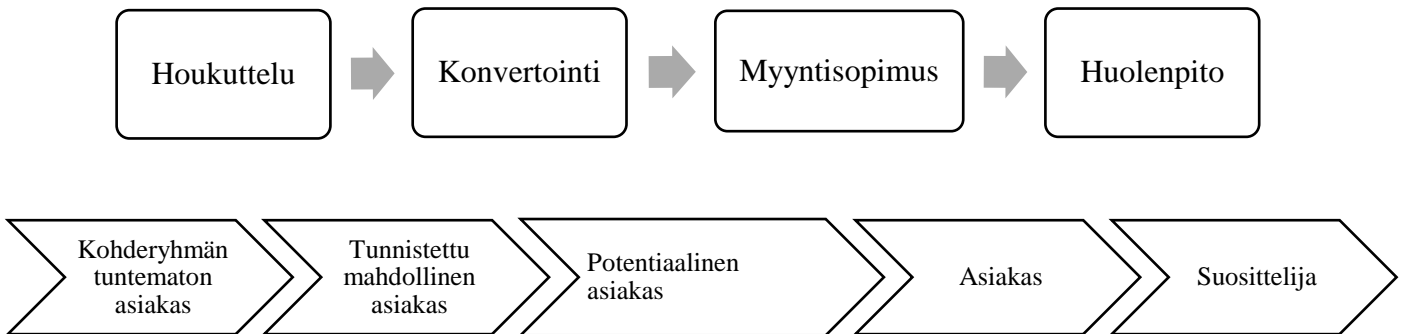 Houkuttelu
Konvertointi
Myyntisopimus
Huolenpito
Kohderyhmän
tuntematon
asiakas
Tunnistettu
mahdollinen
asiakas
Potentiaalinen
asiakas
Asiakas
Suosittelija